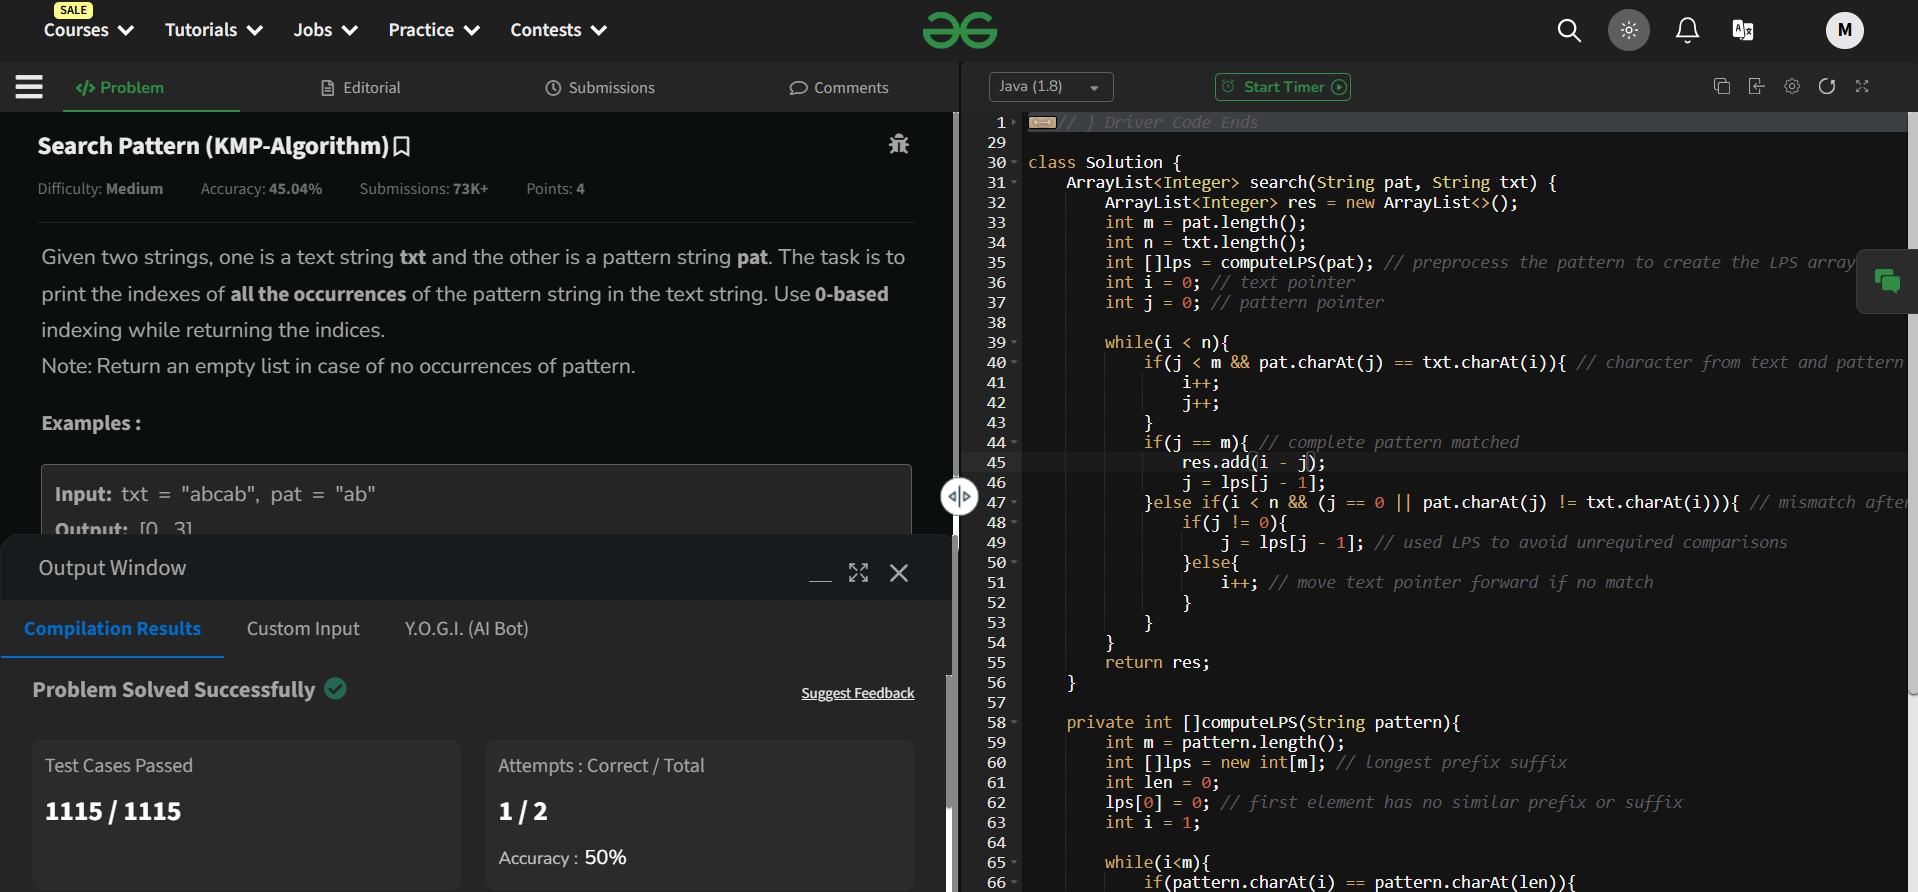 SALE
Courses Tutorials Jobs Practice Contests
M
</> Problem Editorial Submissions Comments
Search Pattern (KMP-Algorithm)
Difficulty: Medium Accuracy: 45.04% Submissions: 73K+ Points: 4
Given two strings, one is a text string txt and the other is a pattern string pat. The task is to
print the indexes of all the occurrences of the pattern string in the text string. Use 0-based
indexing while returning the indices.
Note: Return an empty list in case of no occurrences of pattern.
Examples :
Input: txt = "abcab", pat = "ab"
Output: [0, 3]
Output Window
Compilation Results Custom Input Y.O.G.I. (AI Bot)
Problem Solved Successfully
Suggest Feedback
Test Cases Passed
1115 / 1115
Attempts : Correct / Total
1 / 2
Accuracy : 50%
Java (1.8) Start Timer
1 // } Driver Code Ends
29
30 class Solution {
31 ArrayList<Integer> search(String pat, String txt) {
32 ArrayList<Integer> res = new ArrayList<>();
33 int m = pat.length();
34 int n = txt.length();
35 int []lps = computeLPS(pat); // preprocess the pattern to create the LPS array
36 int i = 0; // text pointer
37 int j = 0; // pattern pointer
38
39 while(i < n){
40 if(j < m && pat.charAt(j) == txt.charAt(i)){ // character from text and pattern
41 i++;
42 j++;
43 }
44 if(j == m){ // complete pattern matched
45 res.add(i - j);
46 j = lps[j - 1];
47 }else if(i < n && (j == 0 || pat.charAt(j) != txt.charAt(i))){ // mismatch afte
48 if(j != 0){
49 j = lps[j - 1]; // used LPS to avoid unrequired comparisons
50 }else{
51 i++; // move text pointer forward if no match
52 }
53 }
54 }
55 return res;
56 }
57
58 private int []computeLPS(String pattern){
59 int m = pattern.length();
60 int []lps = new int[m]; // longest prefix suffix
61 int len = 0;
62 lps[0] = 0; // first element has no similar prefix or suffix
63 int i = 1;
64
65 while(i<m){
66 if(pattern.charAt(i) == pattern.charAt(len)){